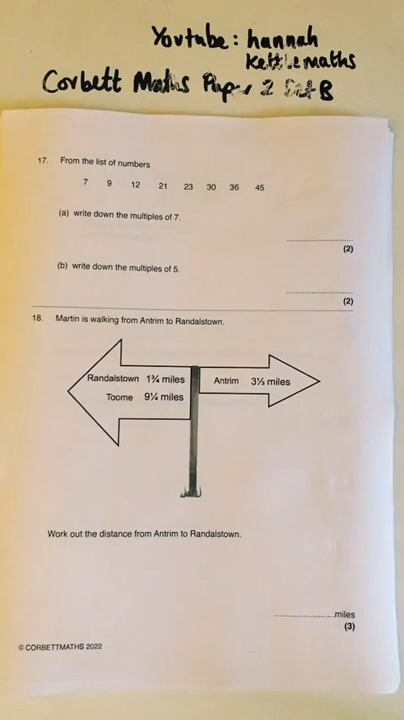 Youtube: hannah
kettlemaths
Corbett Maths Paper 2 Set B
17. From the list of numbers
7 9 12 21 23 30 36 45
(a) write down the multiples of 7.
(2)
(b) write down the multiples of 5.
(2)
18. Martin is walking from Antrim to Randalstown.
Randalstown 1¾ miles Antrim 3⅓ miles
Toome 9¼ miles
Work out the distance from Antrim to Randalstown.
........................miles
(3)
© CORBETTMATHS 2022